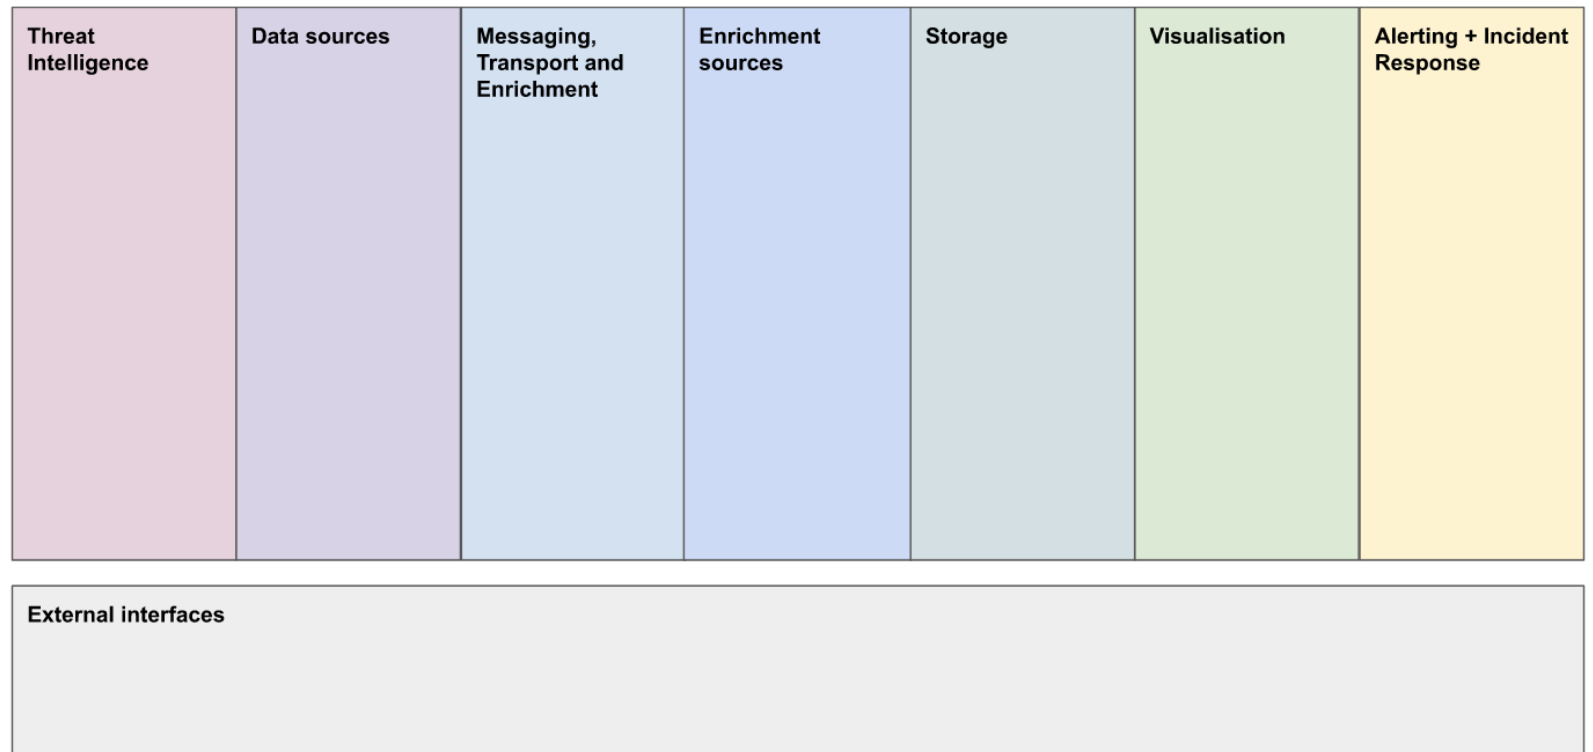 Threat
Intelligence
Data sources
Messaging,
Transport and
Enrichment
Enrichment
sources
Storage
Visualisation
Alerting + Incident
Response
External interfaces